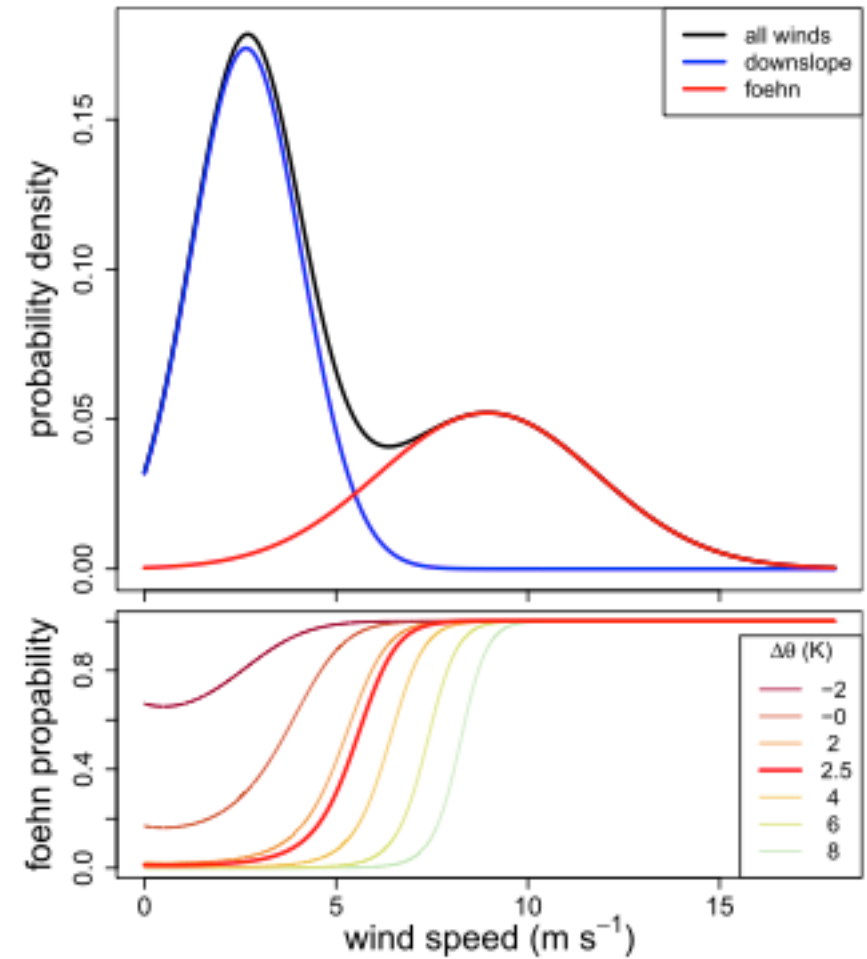 all winds
downslope
foehn
probability density
0.15
0.10
0.05
0.00
foehn propability
0.8
0.4
0.0
Δθ (K)
−2
−0
2
2.5
4
6
8
0 5 10 15
wind speed (m s⁻¹)